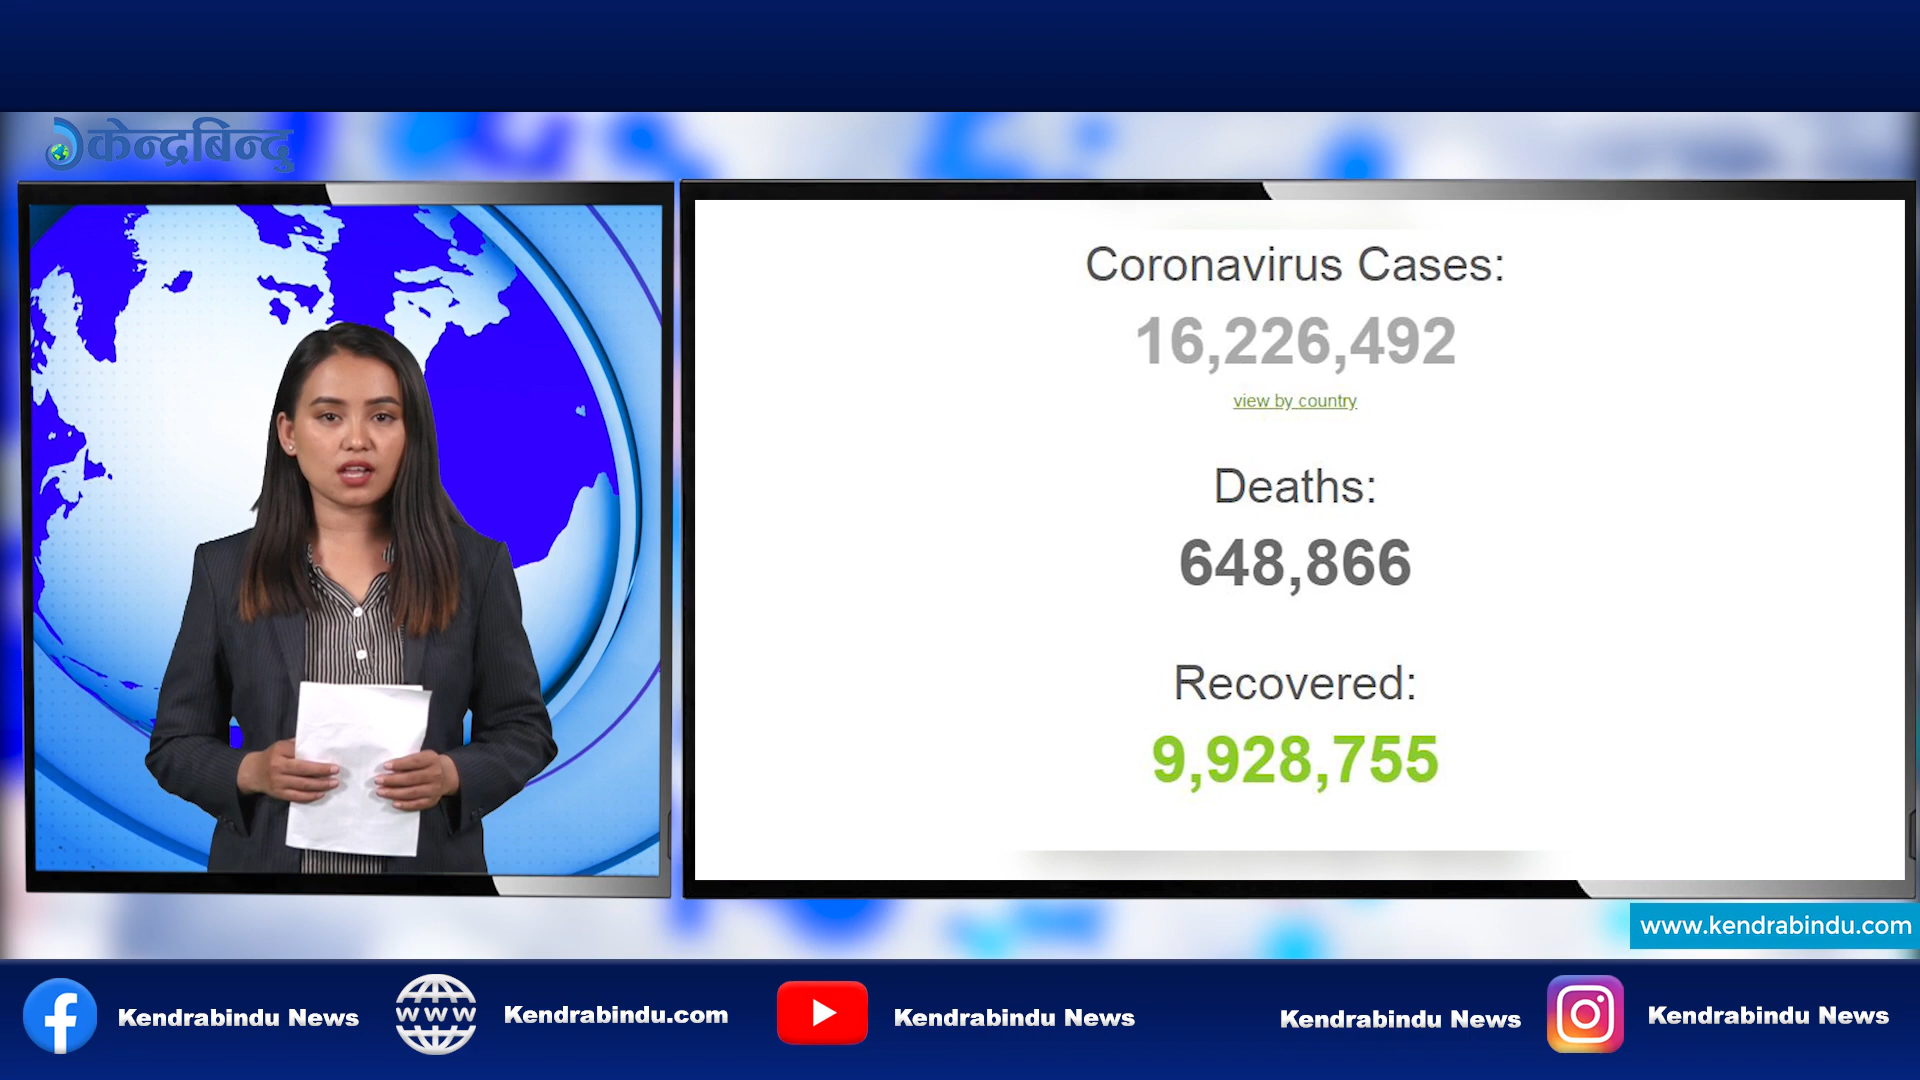 केन्द्रबिन्दु
Coronavirus Cases:
16,226,492
view by country
Deaths:
648,866
Recovered:
9,928,755
www.kendrabindu.com
Kendrabindu News
www
Kendrabindu.com
Kendrabindu News
Kendrabindu News
Kendrabindu News